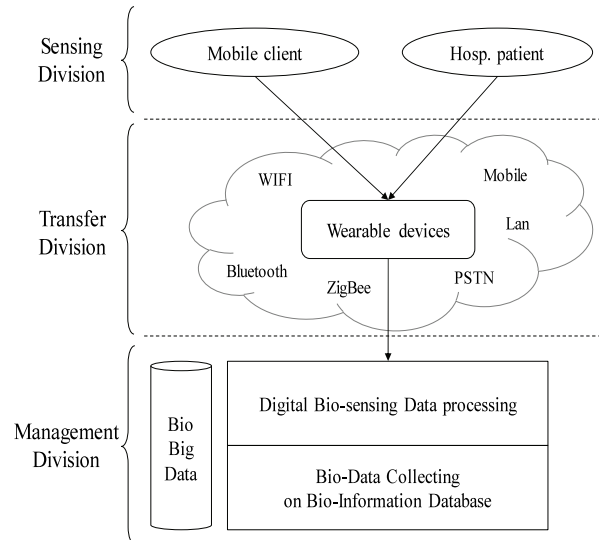 Sensing
Division
Mobile client
Hosp. patient
Transfer
Division
WIFI
Mobile
Wearable devices
Lan
Bluetooth
ZigBee
PSTN
Management
Division
Bio
Big
Data
Digital Bio-sensing Data processing
Bio-Data Collecting
on Bio-Information Database